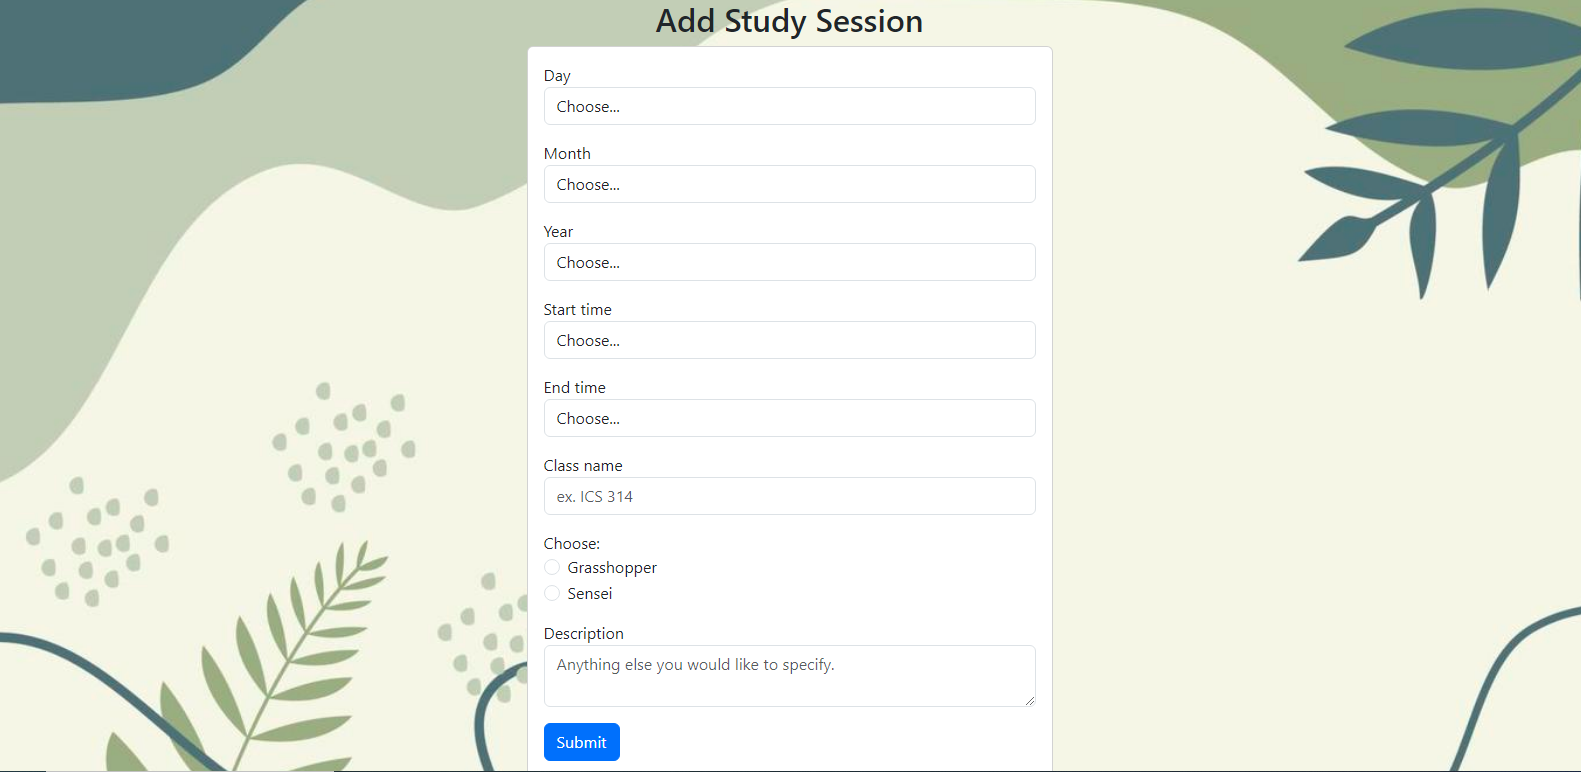 Add Study Session
Day
Choose...
Month
Choose...
Year
Choose...
Start time
Choose...
End time
Choose...
Class name
ex. ICS 314
Choose:
Grasshopper
Sensei
Description
Anything else you would like to specify.
Submit